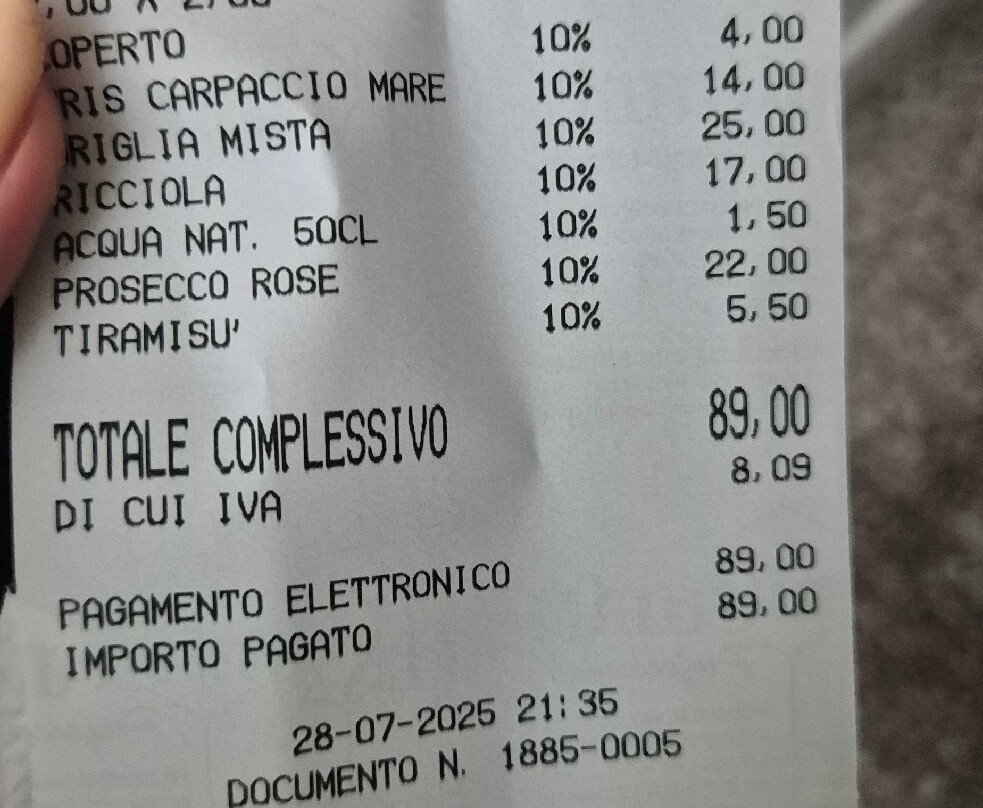 OPERTO 10% 4,00
RIS CARPACCIO MARE 10% 14,00
RIGLIA MISTA 10% 25,00
RICCIOLA 10% 17,00
ACQUA NAT. 50CL 10% 1,50
PROSECCO ROSE 10% 22,00
TIRAMISU' 10% 5,50
TOTALE COMPLESSIVO 89,00
DI CUI IVA 8,09
PAGAMENTO ELETTRONICO 89,00
IMPORTO PAGATO 89,00
28-07-2025 21:35
DOCUMENTO N. 1885-0005